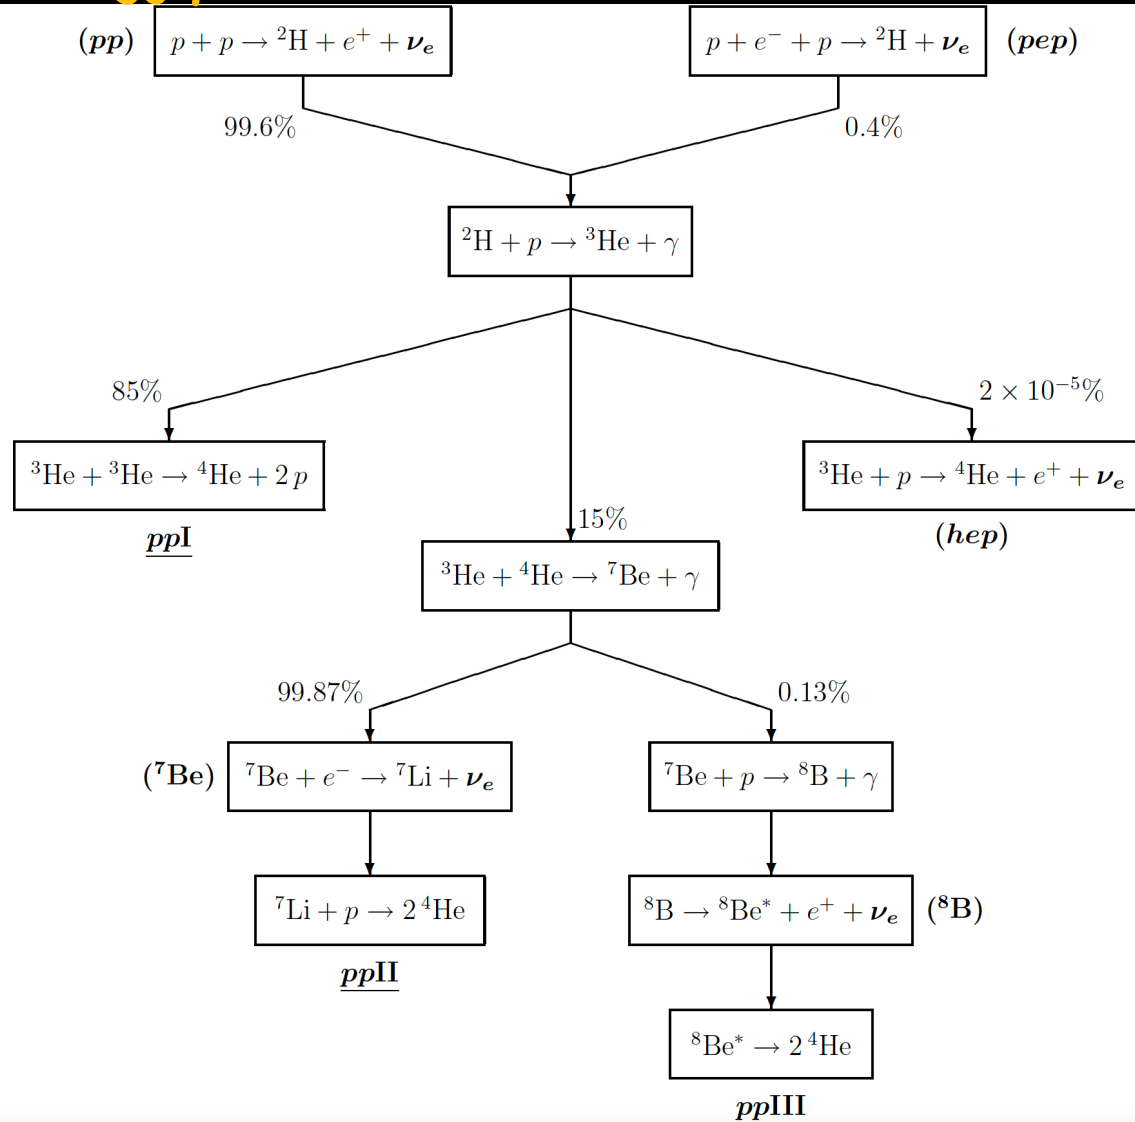 (pp) p + p → ²H + e⁺ + νₑ
p + e⁻ + p → ²H + νₑ (pep)
99.6%
0.4%
²H + p → ³He + γ
85%
2 × 10⁻⁵%
³He + ³He → ⁴He + 2 p
³He + p → ⁴He + e⁺ + νₑ
ppI
(hep)
15%
³He + ⁴He → ⁷Be + γ
99.87%
0.13%
(⁷Be) ⁷Be + e⁻ → ⁷Li + νₑ
⁷Be + p → ⁸B + γ
⁷Li + p → 2 ⁴He
⁸B → ⁸Be* + e⁺ + νₑ (⁸B)
ppII
⁸Be* → 2 ⁴He
ppIII